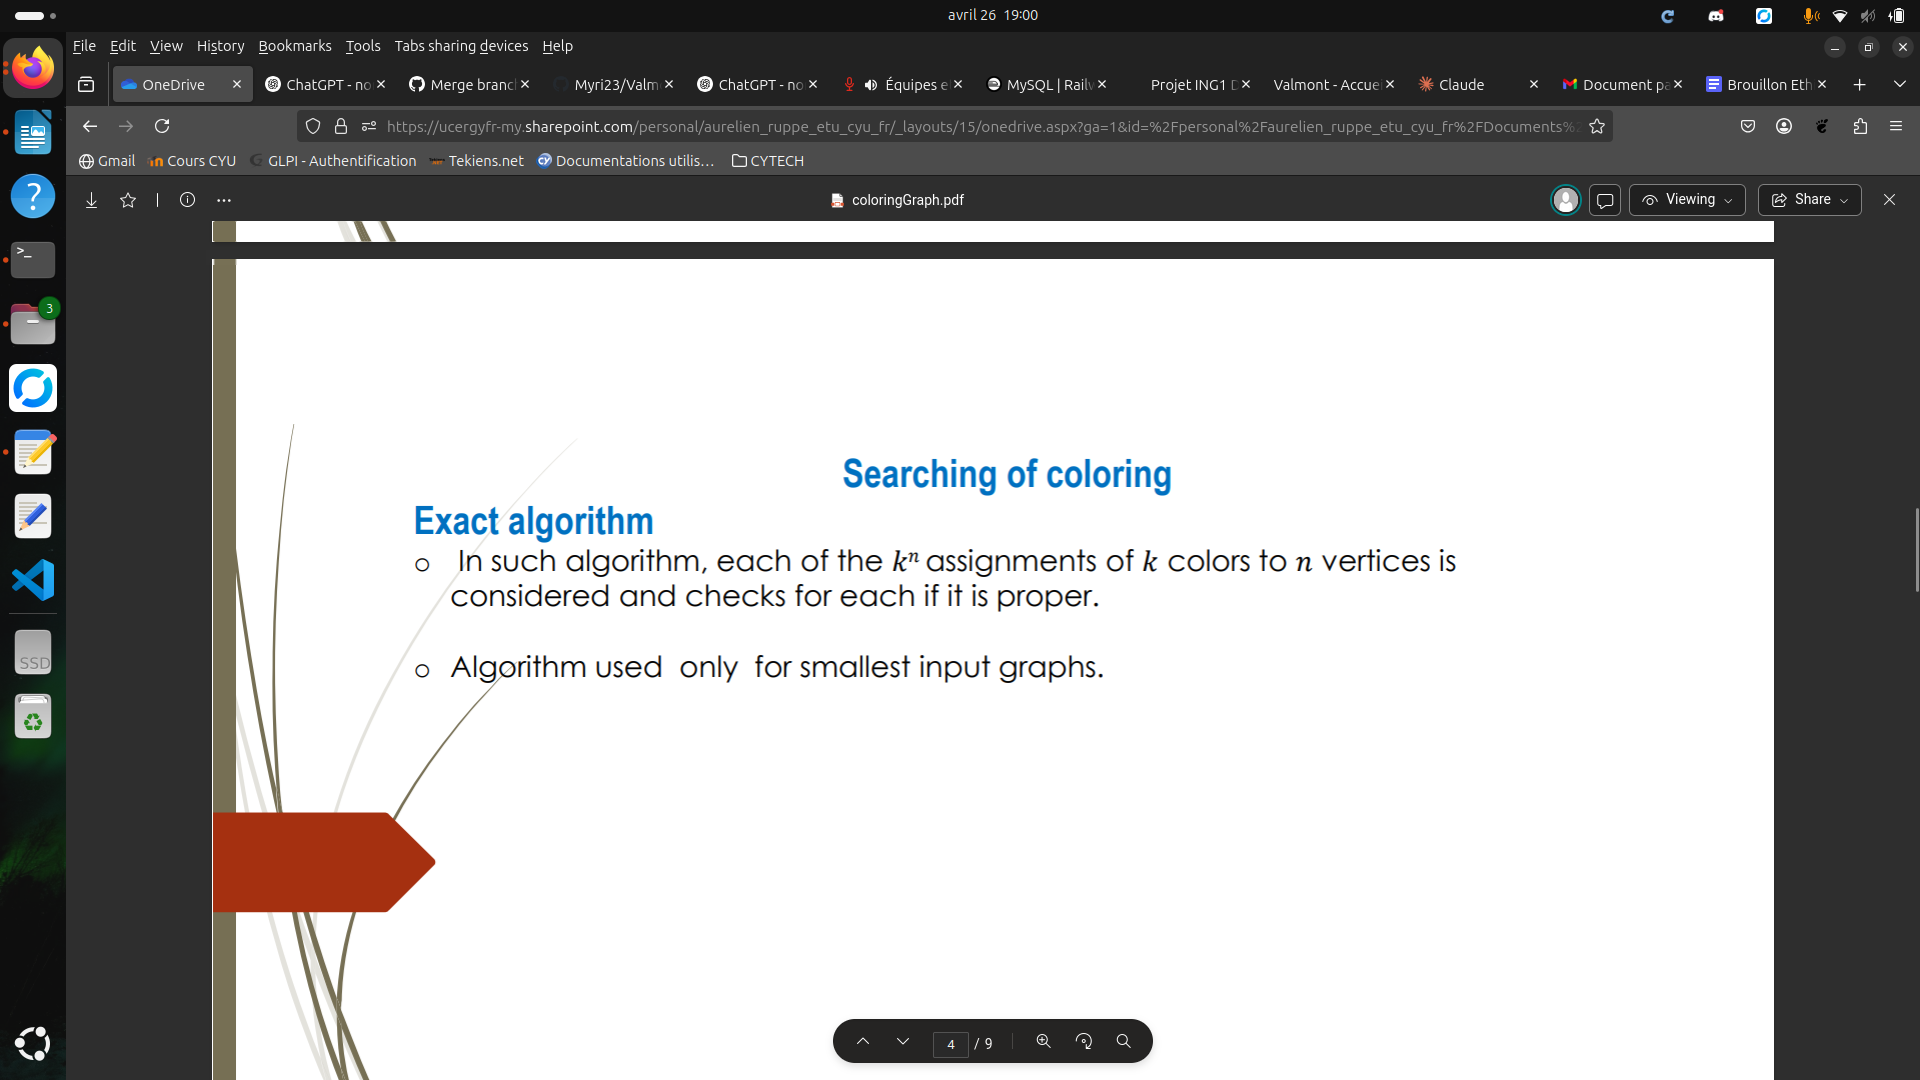 avril 26 19:00
File Edit View History Bookmarks Tools Tabs sharing devices Help
OneDrive
ChatGPT - no
Merge branc
Myri23/Valm
ChatGPT - no
Équipes e
MySQL | Railw
Projet ING1 D
Valmont - Accuei
Claude
Document pa
Brouillon Eth
https://ucergyfr-my.sharepoint.com/personal/aurelien_ruppe_etu_cyu_fr/_layouts/15/onedrive.aspx?ga=1&id=%2Fpersonal%2Faurelien_ruppe_etu_cyu_fr%2FDocuments%
Gmail
Cours CYU
GLPI - Authentification
Tekiens.net
Documentations utilis…
CYTECH
coloringGraph.pdf
Viewing
Share
3
SSD
Searching of coloring
Exact algorithm
o In such algorithm, each of the kⁿ assignments of k colors to n vertices is
considered and checks for each if it is proper.
o Algorithm used only for smallest input graphs.
4 / 9